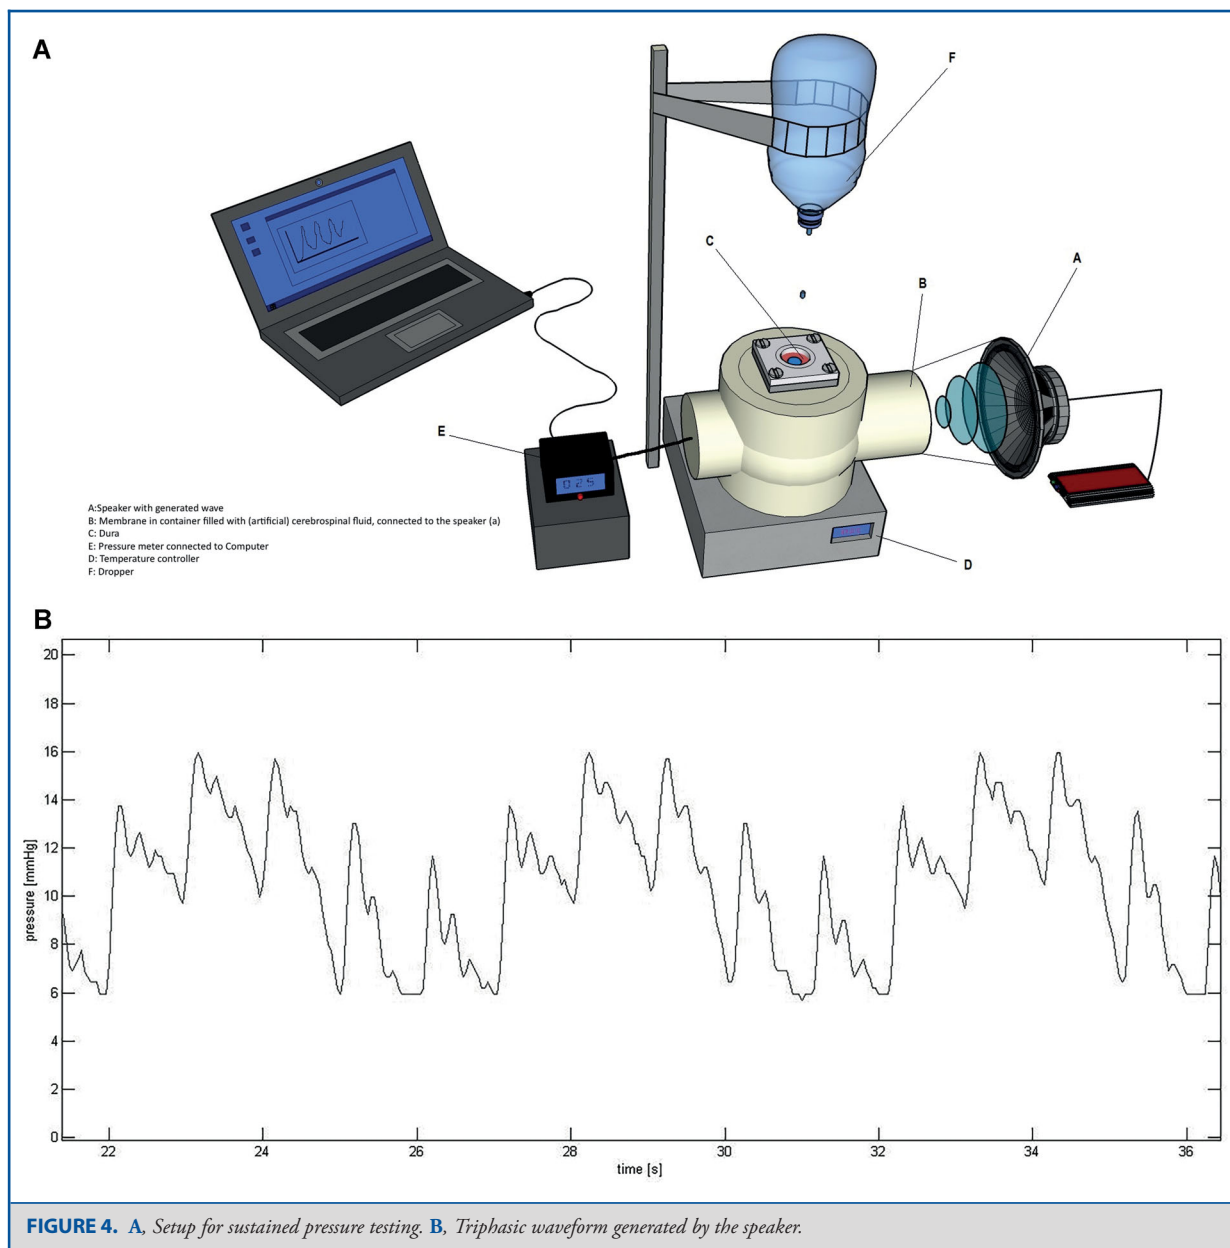 A
F
C
A
B
E
025
D
A:Speaker with generated wave
B: Membrane in container filled with (artificial) cerebrospinal fluid, connected to the speaker (a)
C: Dura
E: Pressure meter connected to Computer
D: Temperature controller
F: Dropper
B
20
18
16
14
12
10
8
6
4
2
0
pressure [mmHg]
22 24 26 28 30 32 34 36
time [s]
FIGURE 4. A, Setup for sustained pressure testing. B, Triphasic waveform generated by the speaker.